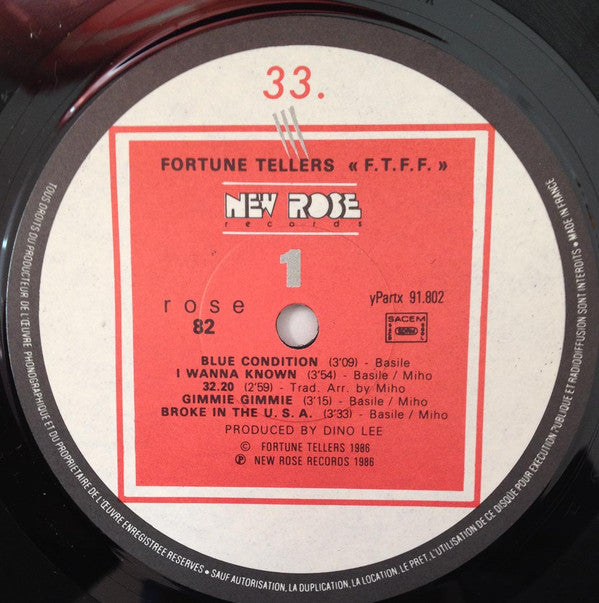 33.
FORTUNE TELLERS « F.T.F.F. »
NEW ROSE
records
1
rose
82
yPartx 91.802
SACEM
BLUE CONDITION (3'09) - Basile
I WANNA KNOWN (3'54) - Basile / Miho
32.20 (2'59) - Trad. Arr. by Miho
GIMMIE GIMMIE (3'15) - Basile / Miho
BROKE IN THE U.S.A. (3'33) - Basile / Miho
PRODUCED BY DINO LEE
© FORTUNE TELLERS 1986
℗ NEW ROSE RECORDS 1986
TOUS DROITS DU PRODUCTEUR DE L'ŒUVRE PHONOGRAPHIQUE ET DU PROPRIETAIRE DE L'ŒUVRE ENREGISTREE RESERVES • SAUF AUTORISATION, LA DUPLICATION, LA LOCATION, LE PRET, L'UTILISATION DE CE DISQUE POUR EXECUTION PUBLIQUE ET RADIODIFFUSION SONT INTERDITS • MADE IN FRANCE